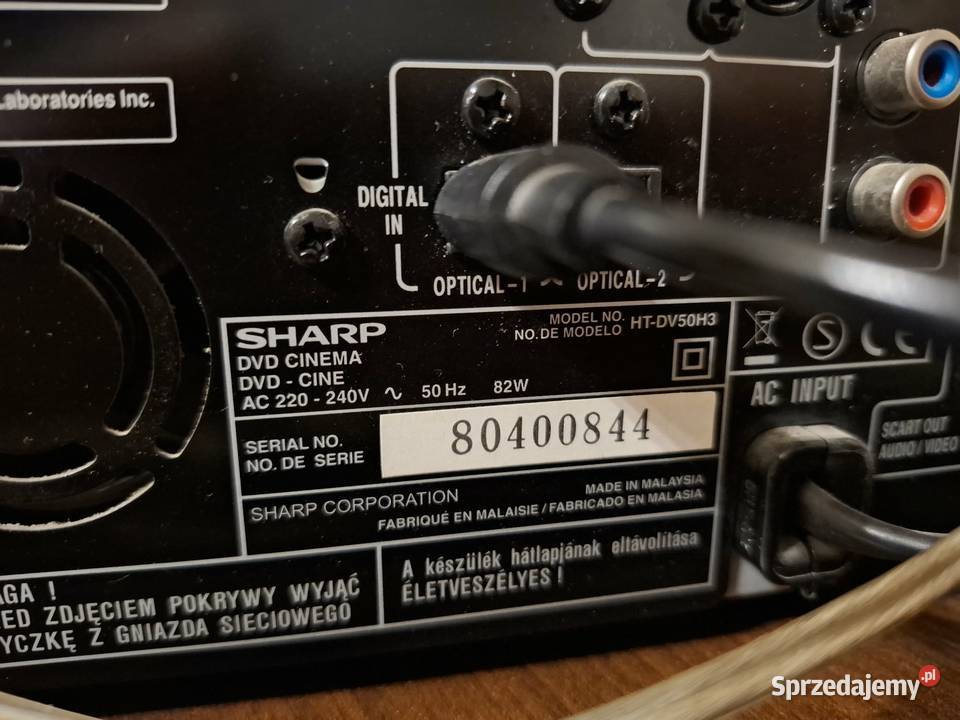 Laboratories Inc.
DIGITAL
IN
OPTICAL-1
OPTICAL-2
SHARP
MODEL NO.
NO. DE MODELO
HT-DV50H3
DVD CINEMA
DVD - CINE
AC 220 - 240V ∿ 50 Hz 82W
SERIAL NO.
NO. DE SERIE
80400844
SHARP CORPORATION
MADE IN MALAYSIA
FABRIQUÉ EN MALAISIE / FABRICADO EN MALASIA
S
CE
AC INPUT
SCART OUT
AUDIO / VIDEO
AGA !
ED ZDJĘCIEM POKRYWY WYJĄĆ
YCZKĘ Z GNIAZDA SIECIOWEGO
A készülék hátlapjának eltávolítása
ÉLETVESZÉLYES !
Sprzedajemy.pl